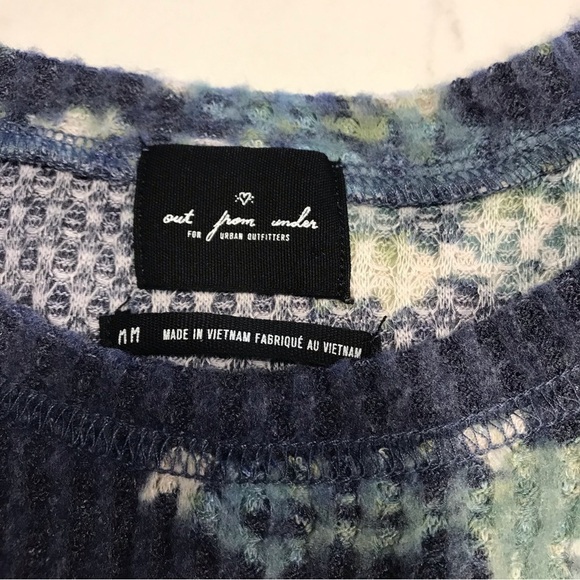 out from under
FOR URBAN OUTFITTERS
M M MADE IN VIETNAM FABRIQUÉ AU VIETNAM